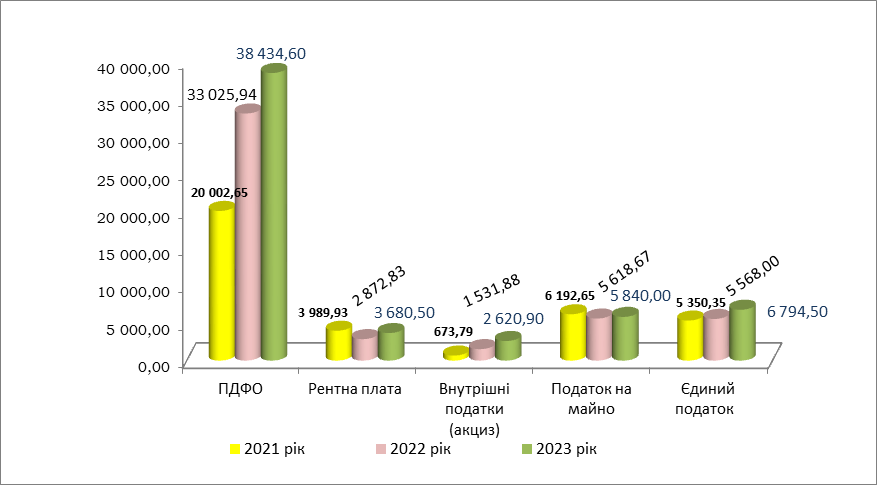 38 434,60
40 000,00
35 000,00
33 025,94
30 000,00
25 000,00
20 000,00
20 002,65
15 000,00
10 000,00
5 000,00
0,00
3 989,93
2 872,83
3 680,50
673,79
1 531,88
2 620,90
6 192,65
5 618,67
5 840,00
5 350,35
5 568,00
6 794,50
ПДФО
Рентна плата
Внутрішні
податки
(акциз)
Податок на
майно
Єдиний
податок
2021 рік
2022 рік
2023 рік